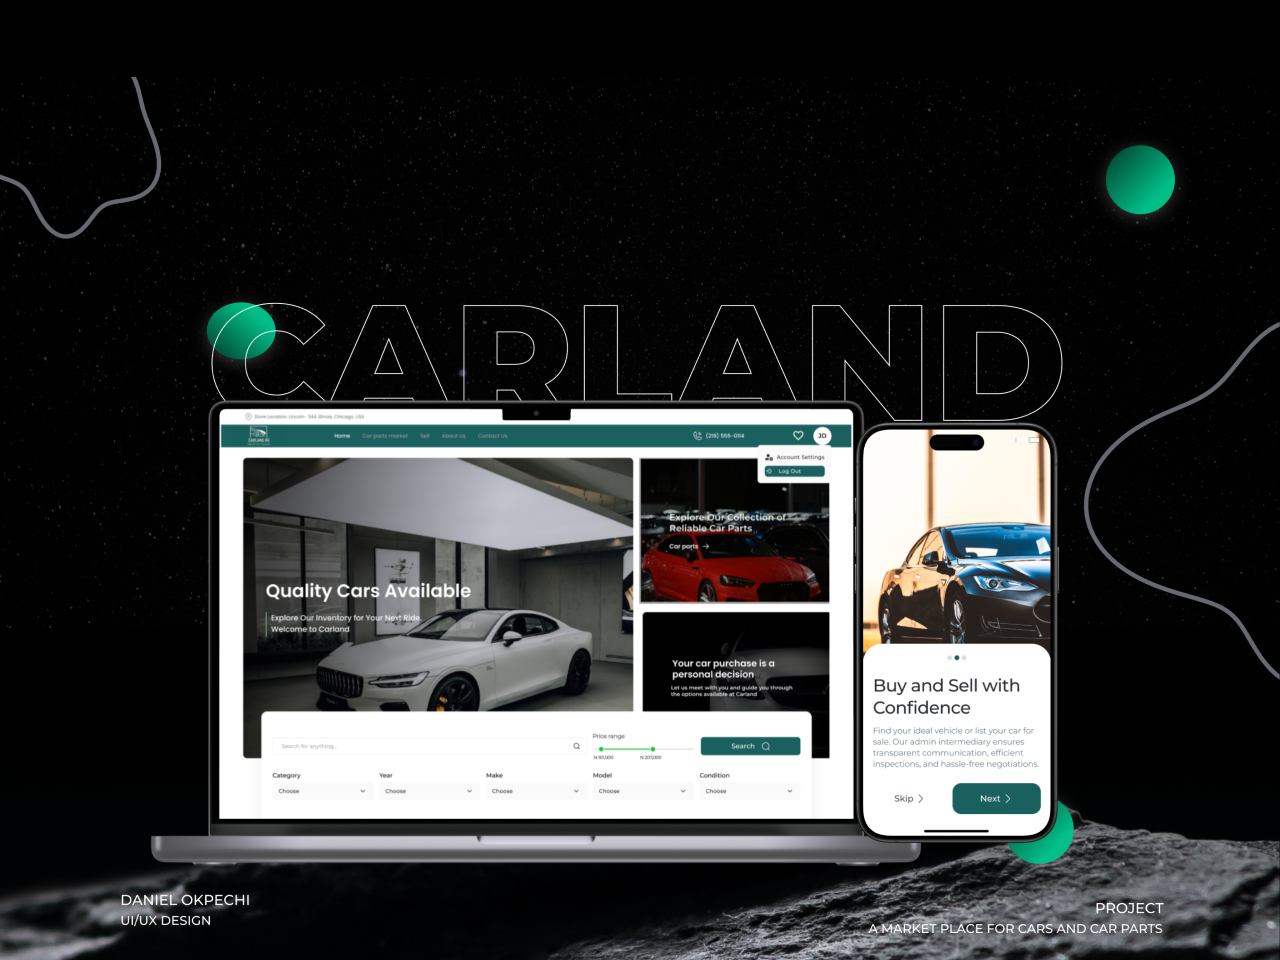 CARLAND
Store Location: Lincoln- 344, Illinois, Chicago, USA
Home
Car parts market
Sell
About Us
Contact Us
(219) 555-0114
JD
Account Settings
Log Out
Quality Cars Available
Explore Our Inventory for Your Next Ride.
Welcome to Carland
Explore Our Collection of
Reliable Car Parts
Car parts
Your car purchase is a
personal decision
Let us meet with you and guide you through
the options available at Carland
Search for anything...
Price range
Search
Category
Year
Make
Model
Condition
Choose
Choose
Choose
Choose
Choose
Buy and Sell with
Confidence
Find your ideal vehicle or list your car for
sale. Our admin intermediary ensures
transparent communication, efficient
inspections, and hassle-free negotiations.
Skip
Next
DANIEL OKPECHI
UI/UX DESIGN
PROJECT
A MARKET PLACE FOR CARS AND CAR PARTS